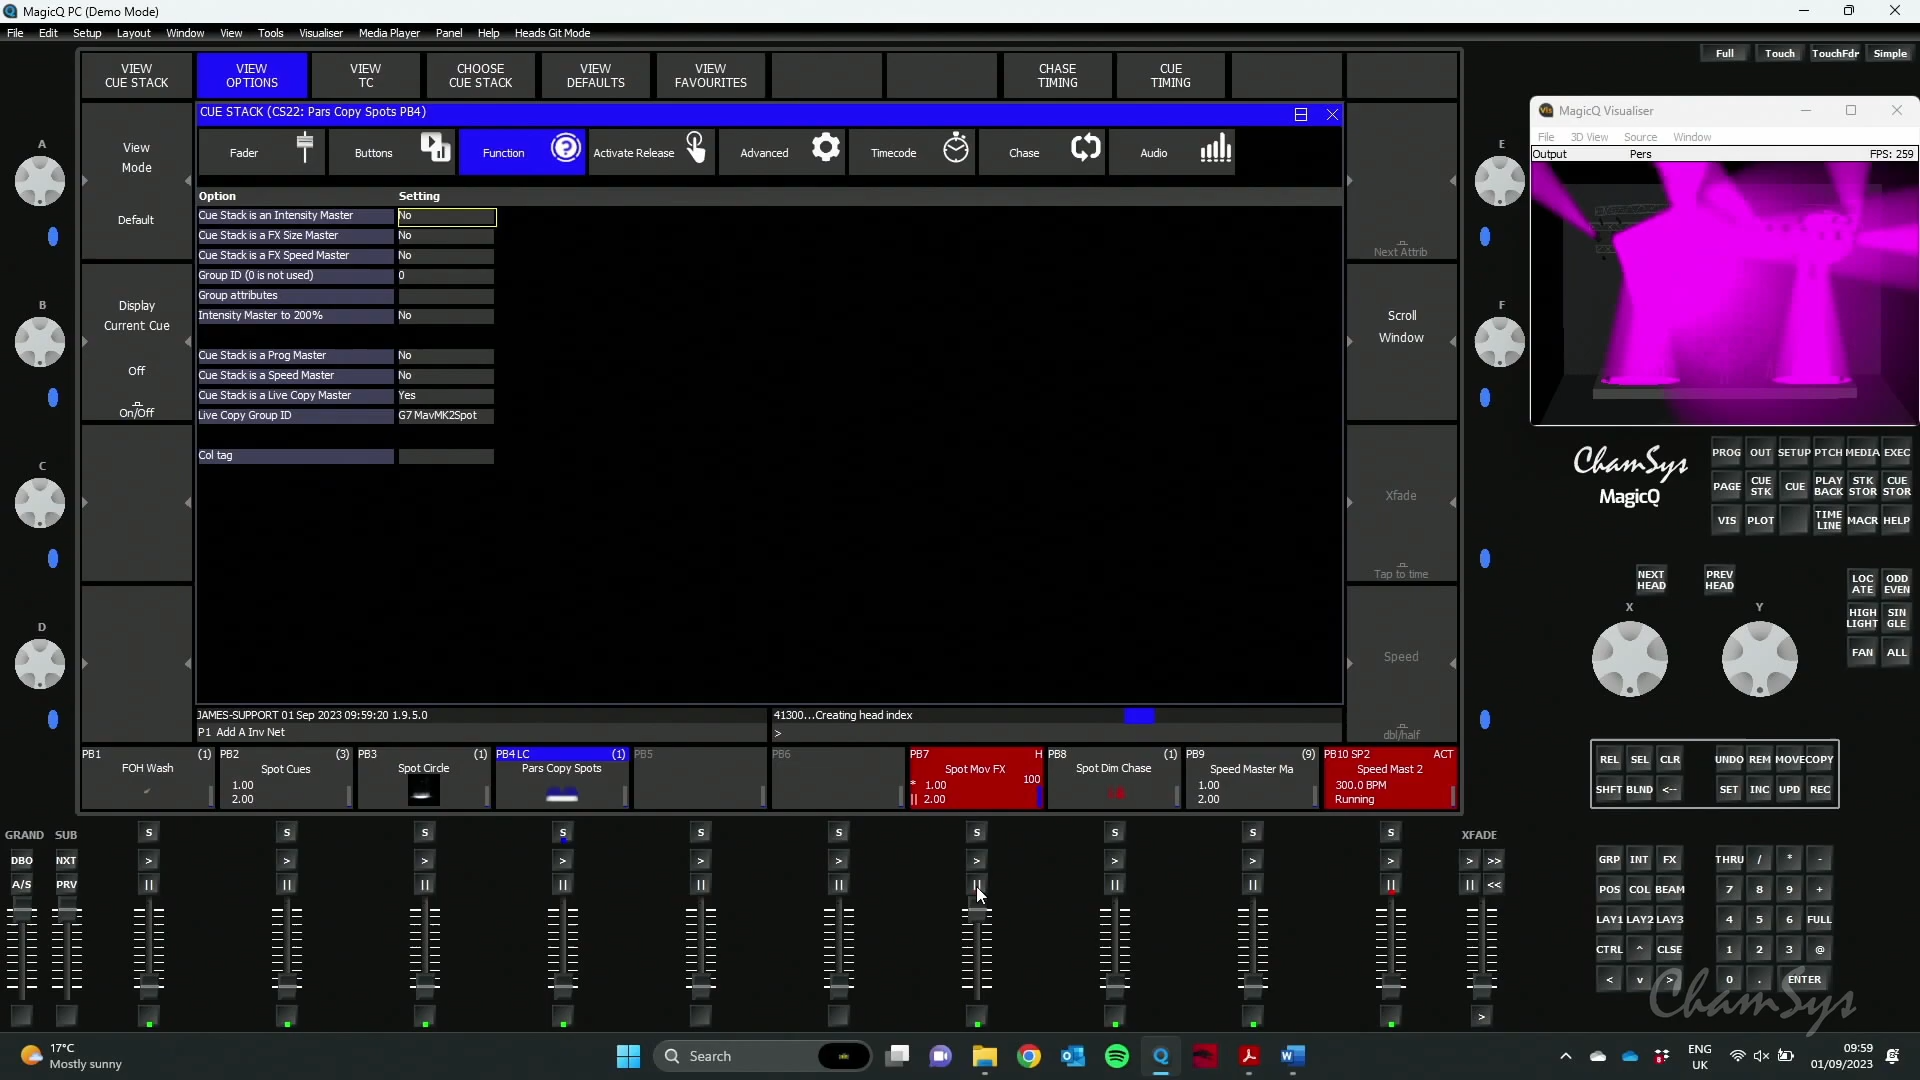 MagicQ PC (Demo Mode)
File Edit Setup Layout Window View Tools Visualiser Media Player Panel Help Heads Git Mode
Full Touch TouchFdr Simple
VIEW CUE STACK
VIEW OPTIONS
VIEW TC
CHOOSE CUE STACK
VIEW DEFAULTS
VIEW FAVOURITES
CHASE TIMING
CUE TIMING
CUE STACK (CS22: Pars Copy Spots PB4)
Fader Buttons Function Activate Release Advanced Timecode Chase Audio
Option Setting
Cue Stack is an Intensity Master No
Cue Stack is a FX Size Master No
Cue Stack is a FX Speed Master No
Group ID (0 is not used) 0
Group attributes
Intensity Master to 200% No
Cue Stack is a Prog Master No
Cue Stack is a Speed Master No
Cue Stack is a Live Copy Master Yes
Live Copy Group ID G7 MavMK2Spot
Col tag
A
B
C
D
View
Mode
Default
Display
Current Cue
Off
On/Off
Next Attrib
Scroll
Window
Xfade
Tap to time
Speed
dbl/half
E
F
MagicQ Visualiser
File 3D View Source Window
Output Pers FPS: 259
ChamSys
MagicQ
PROG OUT SETUP PTCH MEDIA EXEC
PAGE CUE STK CUE PLAY BACK STK STOR CUE STOR
VIS PLOT TIME LINE MACR HELP
NEXT HEAD PREV HEAD
LOC ATE ODD EVEN
HIGH LIGHT SIN GLE
FAN ALL
X Y
JAMES-SUPPORT 01 Sep 2023 09:59:20 1.9.5.0
P1 Add A Inv Net
41300...Creating head index
>
PB1 (1)
FOH Wash
PB2 (3)
Spot Cues
1.00
2.00
PB3 (1)
Spot Circle
PB4 LC (1)
Pars Copy Spots
PB5
PB6
PB7 H
Spot Mov FX
* 1.00 100
|| 2.00
PB8 (1)
Spot Dim Chase
PB9 (9)
Speed Master Ma
1.00
2.00
PB10 SP2 ACT
Speed Mast 2
300.0 BPM
Running
REL SEL CLR UNDO REM MOVE COPY
SHFT BLND <-- SET INC UPD REC
GRAND SUB
DBO NXT
A/S PRV
S S S S S S S S S S
> > > > > > > > > >
|| || || || || || || || || ||
XFADE
> >>
|| <<
>
GRP INT FX THRU / * -
POS COL BEAM 7 8 9 +
LAY1 LAY2 LAY3 4 5 6 FULL
CTRL ^ CLSE 1 2 3 @
< v > 0 . ENTER
ChamSys
17°C
Mostly sunny
Search
ENG
UK
09:59
01/09/2023